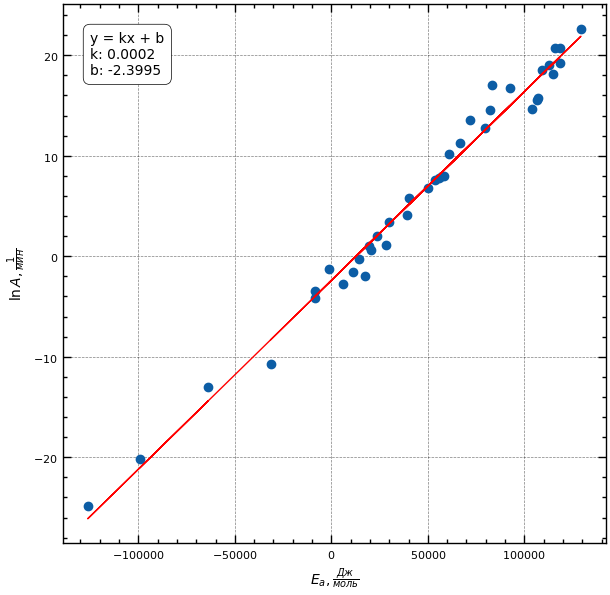 y = kx + b
k: 0.0002
b: -2.3995
20
10
0
−10
−20
ln A, 1/мин
−100000 −50000 0 50000 100000
Eₐ, Дж/моль